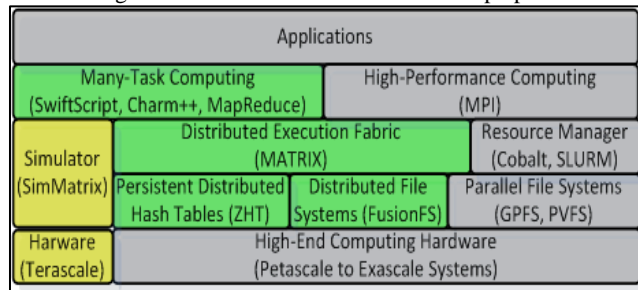 Applications
Many-Task Computing
(SwiftScript, Charm++, MapReduce)
High-Performance Computing
(MPI)
Simulator
(SimMatrix)
Distributed Execution Fabric
(MATRIX)
Resource Manager
(Cobalt, SLURM)
Persistent Distributed
Hash Tables (ZHT)
Distributed File
Systems (FusionFS)
Parallel File Systems
(GPFS, PVFS)
Harware
(Terascale)
High-End Computing Hardware
(Petascale to Exascale Systems)